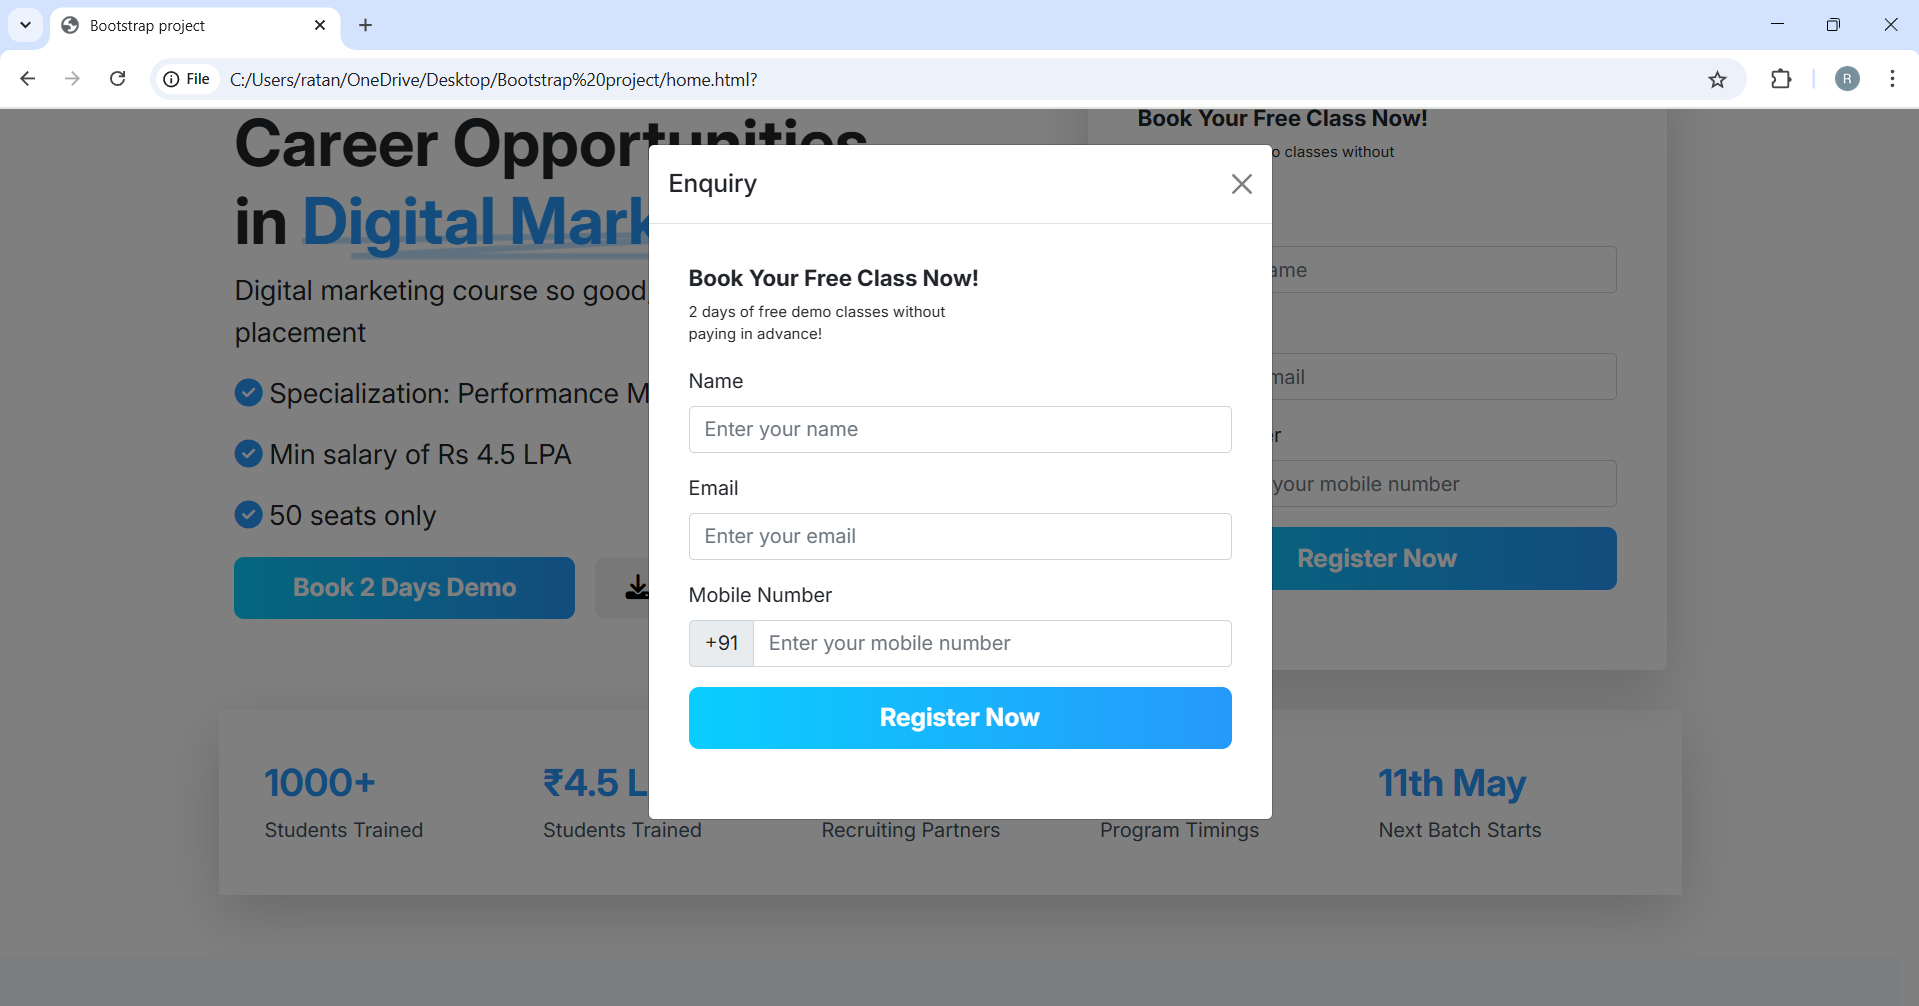 Bootstrap project
File
C:/Users/ratan/OneDrive/Desktop/Bootstrap%20project/home.html?
R
Career Opportunities
in Digital
Digital marketing course so good,
placement
Specialization: Performance
Min salary of Rs 4.5 LPA
50 seats only
Book 2 Days Demo
Enquiry
Book Your Free Class Now!
2 days of free demo classes without
paying in advance!
Name
Enter your name
Email
Enter your email
Mobile Number
+91
Enter your mobile number
Register Now
Book Your Free Class Now!
classes without
your mobile number
Register Now
1000+
Students Trained
₹4.5
Students Trained
Recruiting Partners
Program Timings
11th May
Next Batch Starts